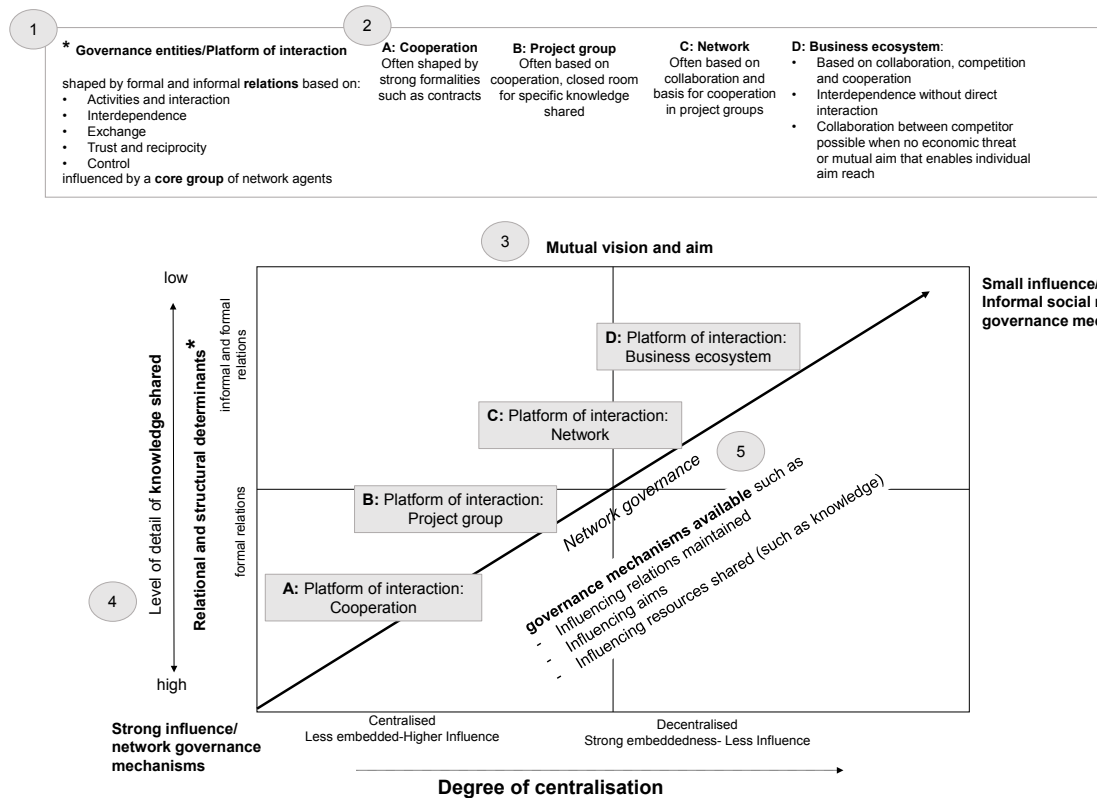 1
2
* Governance entities/Platform of interaction
shaped by formal and informal relations based on:
• Activities and interaction
• Interdependence
• Exchange
• Trust and reciprocity
• Control
influenced by a core group of network agents
A: Cooperation
Often shaped by
strong formalities
such as contracts
B: Project group
Often based on
cooperation, closed room
for specific knowledge
shared
C: Network
Often based on
collaboration and
basis for cooperation
in project groups
D: Business ecosystem:
• Based on collaboration, competition
and cooperation
• Interdependence without direct
interaction
• Collaboration between competitor
possible when no economic threat
or mutual aim that enables individual
aim reach
3
Mutual vision and aim
low
Level of detail of knowledge shared
Relational and structural determinants*
informal and formal
relations
formal relations
4
high
Strong influence/
network governance
mechanisms
Small influence/
Informal social
governance
D: Platform of interaction:
Business ecosystem
C: Platform of interaction:
Network
B: Platform of interaction:
Project group
A: Platform of interaction:
Cooperation
5
Network governance
governance mechanisms available such as
- Influencing relations maintained
- Influencing aims
- Influencing resources shared (such as knowledge)
Centralised
Less embedded-Higher Influence
Decentralised
Strong embeddedness- Less Influence
Degree of centralisation